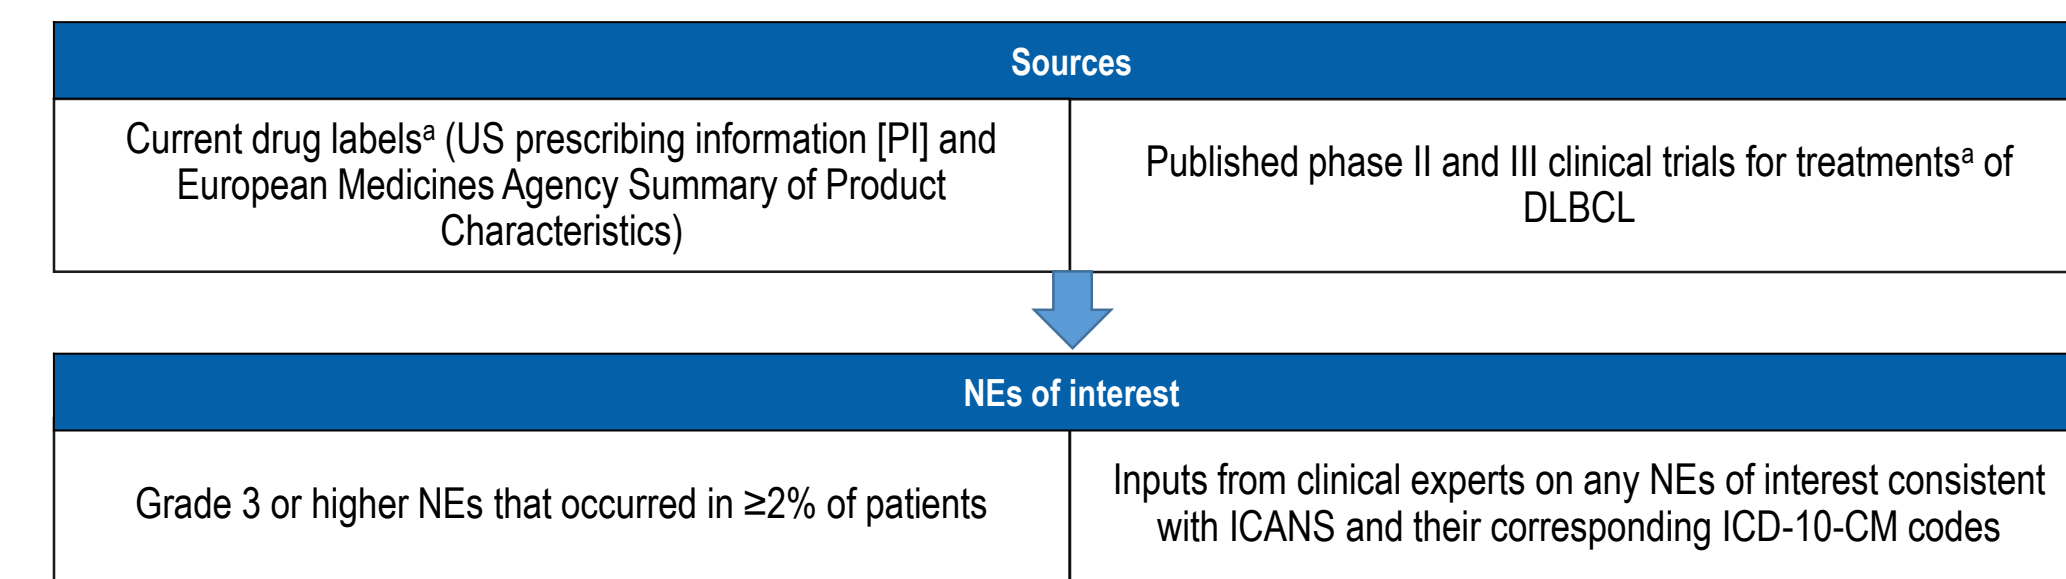 Sources
Current drug labelsᵃ (US prescribing information [PI] and
European Medicines Agency Summary of Product
Characteristics)
Published phase II and III clinical trials for treatmentsᵃ of
DLBCL
NEs of interest
Grade 3 or higher NEs that occurred in ≥2% of patients
Inputs from clinical experts on any NEs of interest consistent
with ICANS and their corresponding ICD-10-CM codes